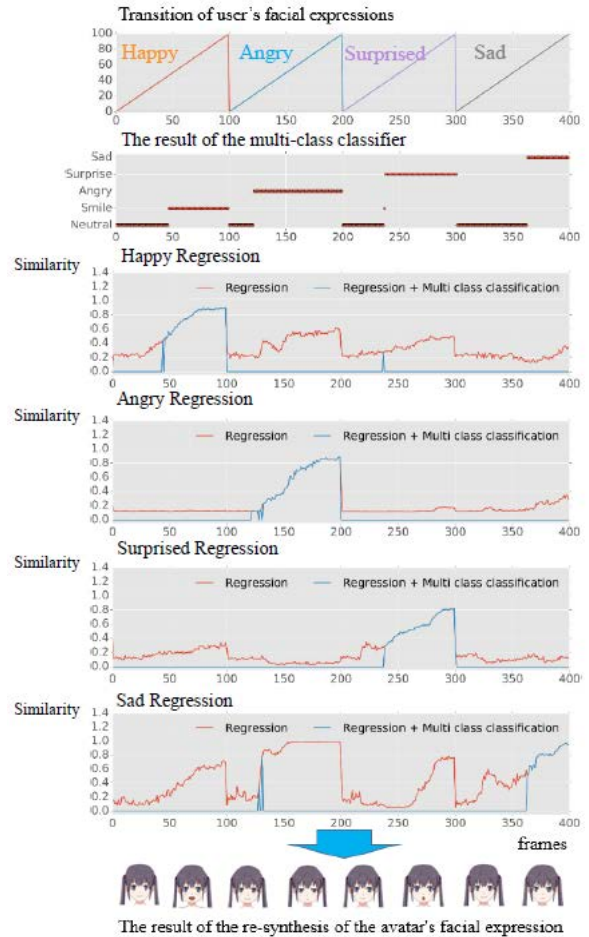 Transition of user's facial expressions
100
80
60
40
20
0
Happy Angry Surprised Sad
0 50 100 150 200 250 300 350 400
The result of the multi-class classifier
Sad
Surprise
Angry
Smile
Neutral
0 50 100 150 200 250 300 350 400
Similarity Happy Regression
1.4
1.2
1.0
0.8
0.6
0.4
0.2
0.0
Regression Regression + Multi class classification
0 50 100 150 200 250 300 350 400
Angry Regression
Similarity
1.4
1.2
1.0
0.8
0.6
0.4
0.2
0.0
Regression Regression + Multi class classification
0 50 100 150 200 250 300 350 400
Surprised Regression
Similarity
1.4
1.2
1.0
0.8
0.6
0.4
0.2
0.0
Regression Regression + Multi class classification
0 50 100 150 200 250 300 350 400
Sad Regression
Similarity
1.4
1.2
1.0
0.8
0.6
0.4
0.2
0.0
Regression Regression + Multi class classification
0 50 100 150 200 250 300 350 400
frames
The result of the re-synthesis of the avatar's facial expression